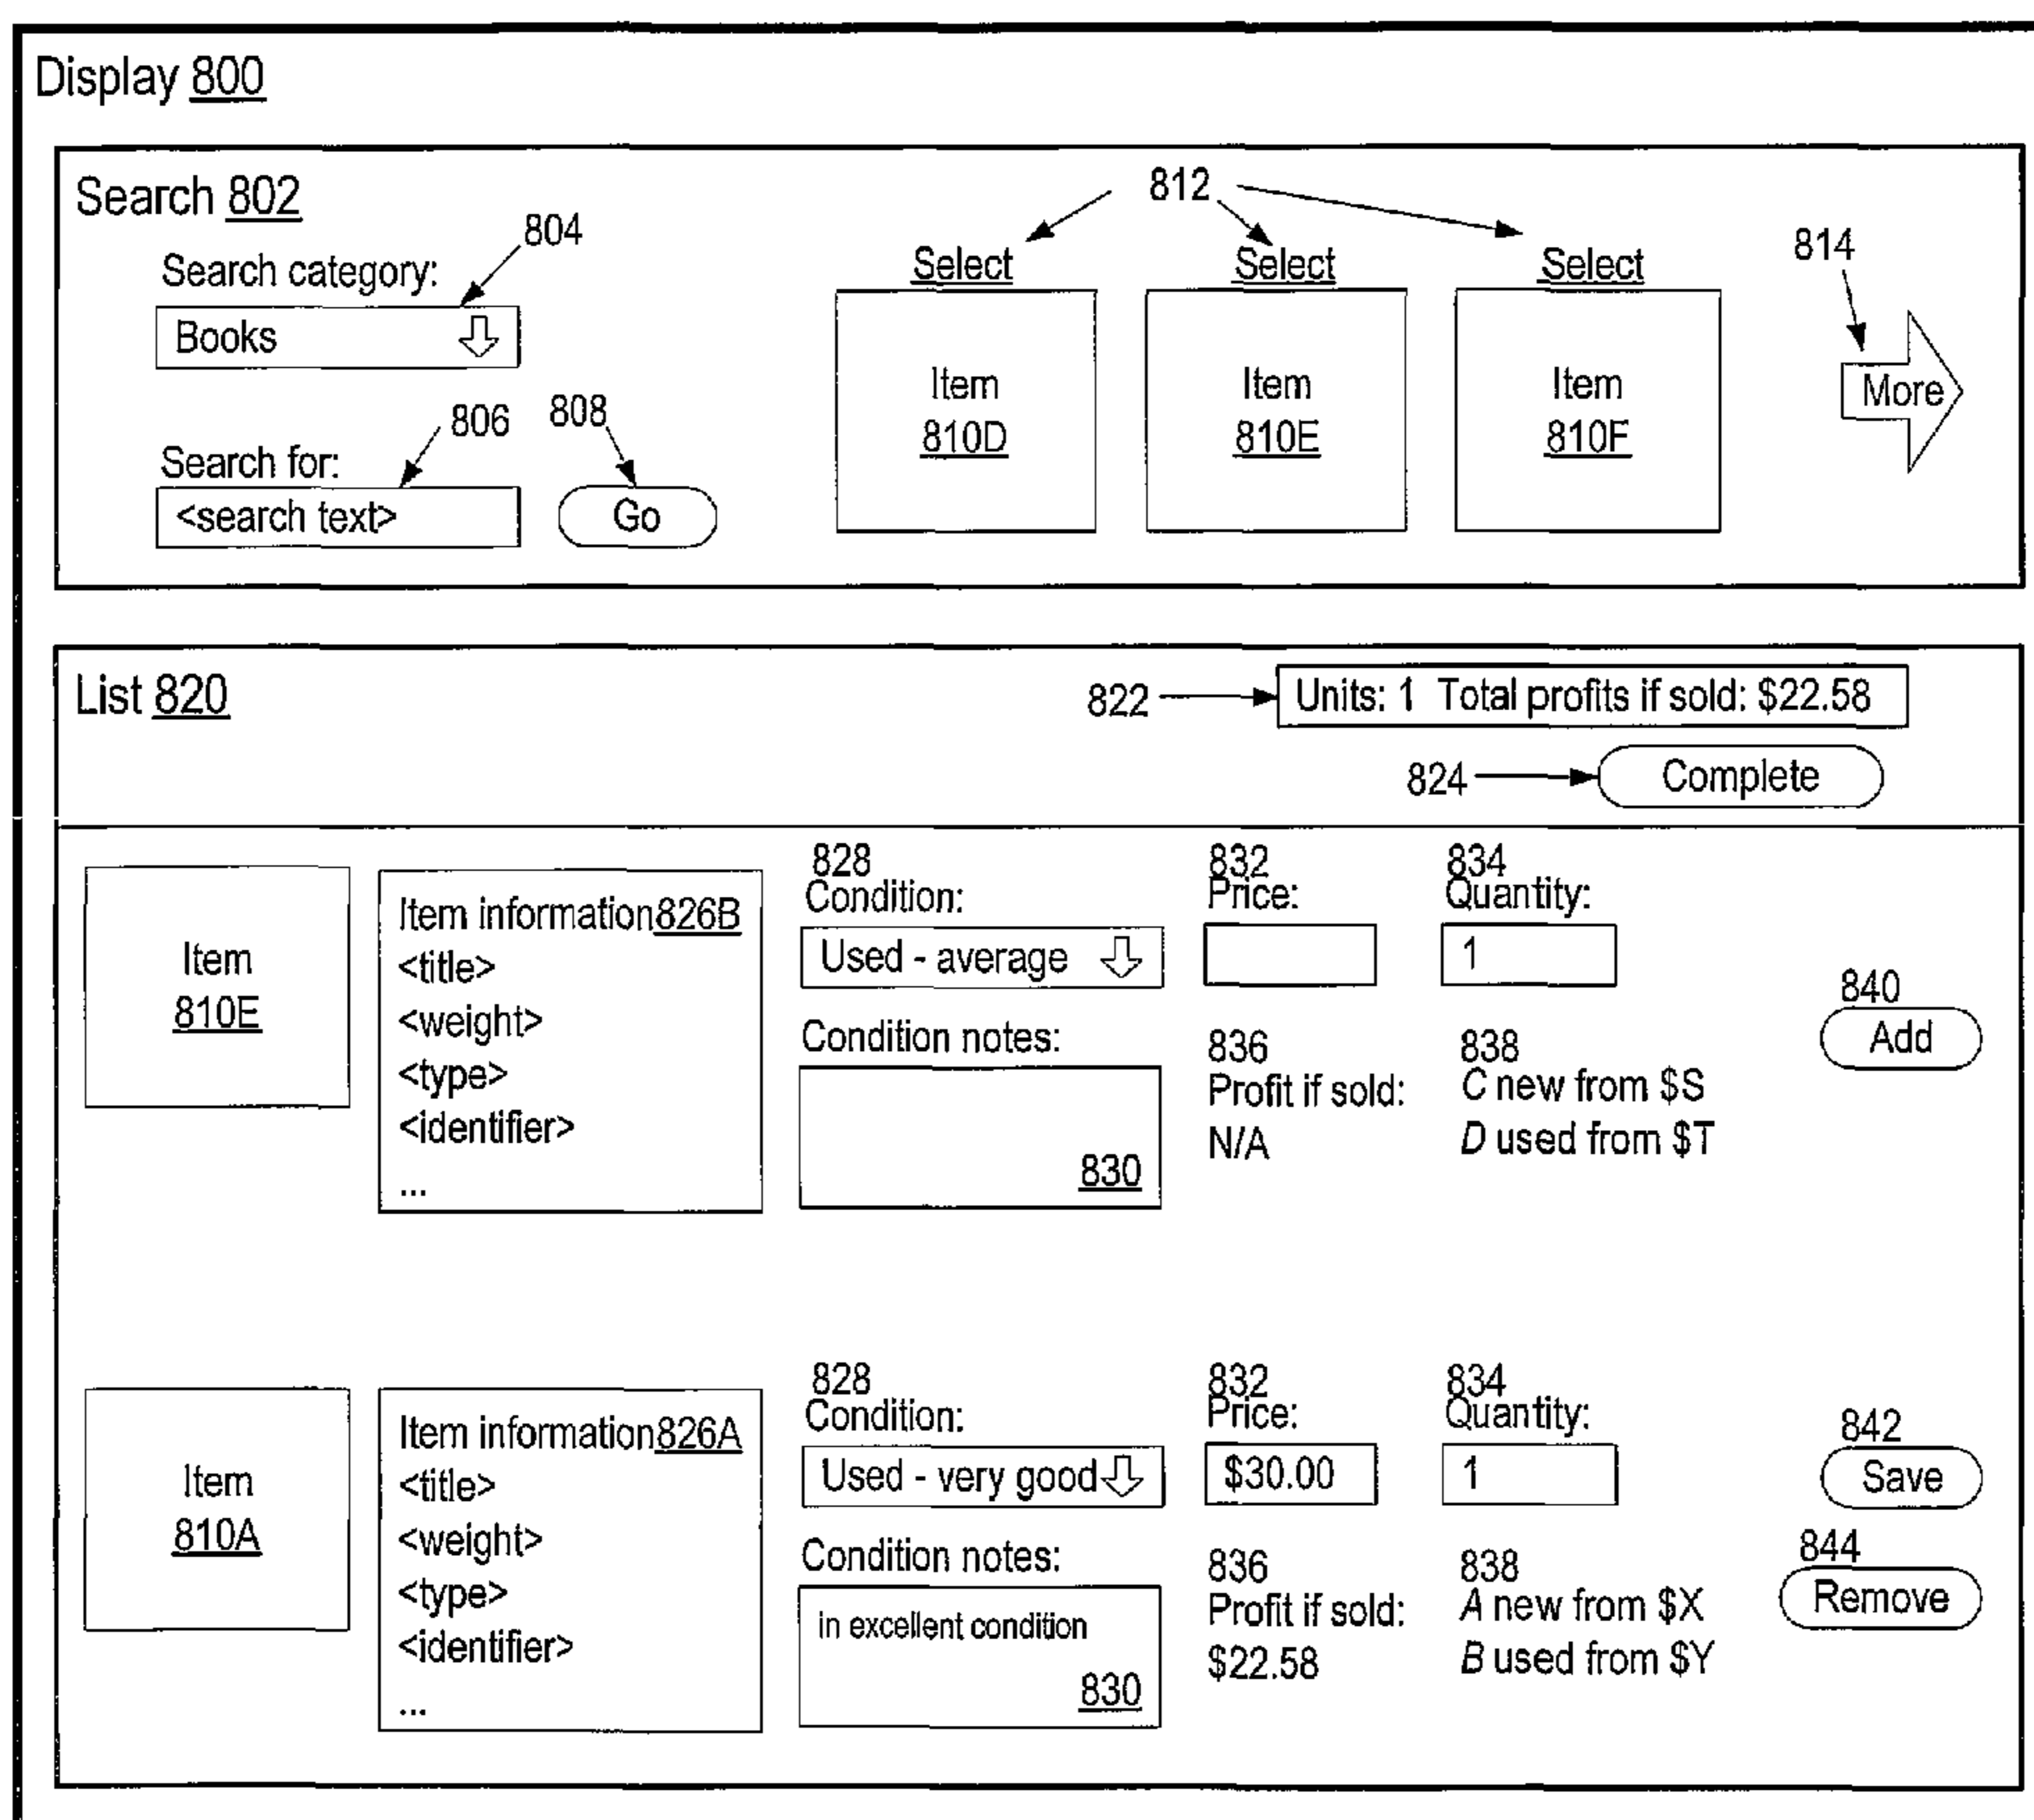 Display 800
Search 802
804
Search category:
Books
806
808
Search for:
<search text>
Go
812
Select
Select
Select
Item
810D
Item
810E
Item
810F
814
More
List 820
822
Units: 1 Total profits if sold: $22.58
824
Complete
Item
810E
Item information826B
<title>
<weight>
<type>
<identifier>
...
828
Condition:
Used - average
Condition notes:
830
832
Price:
834
Quantity:
1
836
Profit if sold:
N/A
838
C new from $S
D used from $T
840
Add
Item
810A
Item information826A
<title>
<weight>
<type>
<identifier>
...
828
Condition:
Used - very good
Condition notes:
in excellent condition
830
832
Price:
$30.00
834
Quantity:
1
836
Profit if sold:
$22.58
838
A new from $X
B used from $Y
842
Save
844
Remove